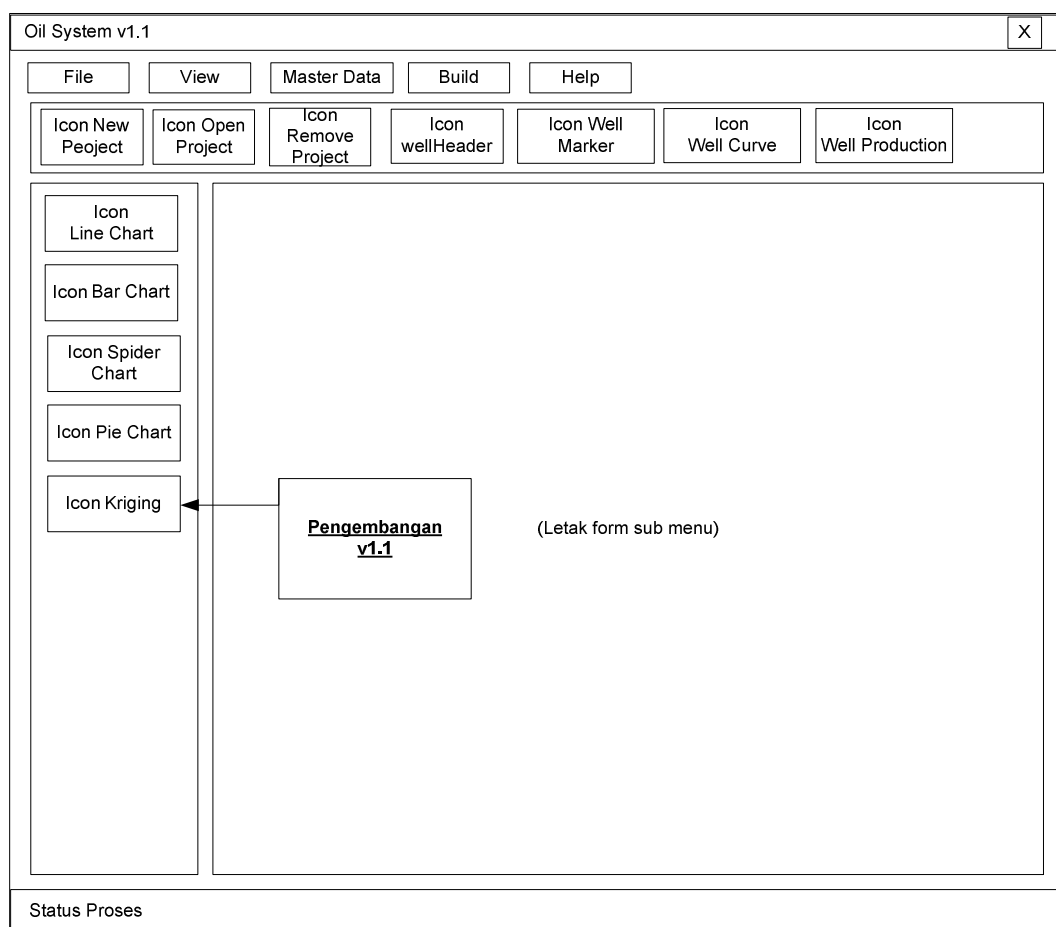 Oil System v1.1
X
File
View
Master Data
Build
Help
Icon New
Peoject
Icon Open
Project
Icon
Remove
Project
Icon
wellHeader
Icon Well
Marker
Icon
Well Curve
Icon
Well Production
Icon
Line Chart
Icon Bar Chart
Icon Spider
Chart
Icon Pie Chart
Icon Kriging
Pengembangan
v1.1
(Letak form sub menu)
Status Proses